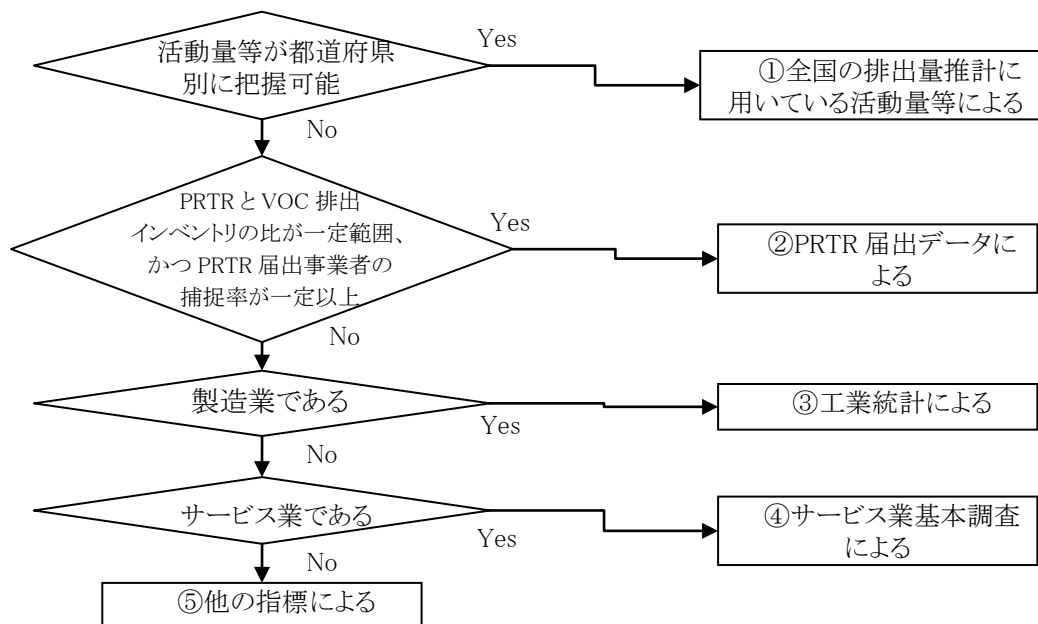 活動量等が都道府県
別に把握可能
Yes
①全国の排出量推計に
用いている活動量等による
No
PRTR と VOC 排出
インベントリの比が一定範囲、
かつ PRTR 届出事業者の
捕捉率が一定以上
Yes
②PRTR 届出データに
よる
No
製造業である
Yes
③工業統計による
No
サービス業である
Yes
④サービス業基本調査
による
No
⑤他の指標による